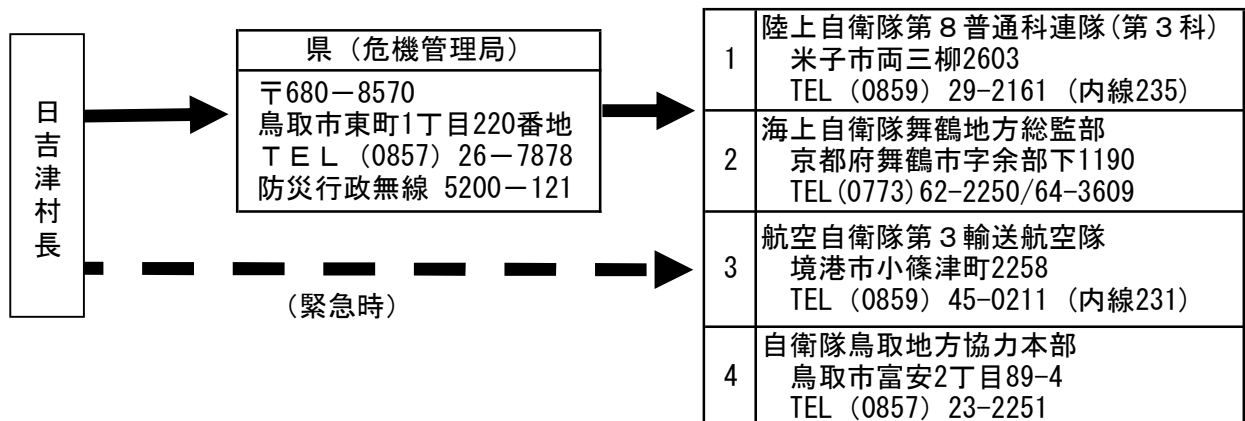 日吉津村長
県（危機管理局）
〒680－8570
鳥取市東町1丁目220番地
ＴＥＬ（0857）26－7878
防災行政無線 5200－121
（緊急時）
1
陸上自衛隊第８普通科連隊（第３科）
米子市両三柳2603
TEL（0859）29-2161（内線235）
2
海上自衛隊舞鶴地方総監部
京都府舞鶴市字余部下1190
TEL(0773)62-2250/64-3609
3
航空自衛隊第３輸送航空隊
境港市小篠津町2258
TEL（0859）45-0211（内線231）
4
自衛隊鳥取地方協力本部
鳥取市富安2丁目89-4
TEL（0857）23-2251